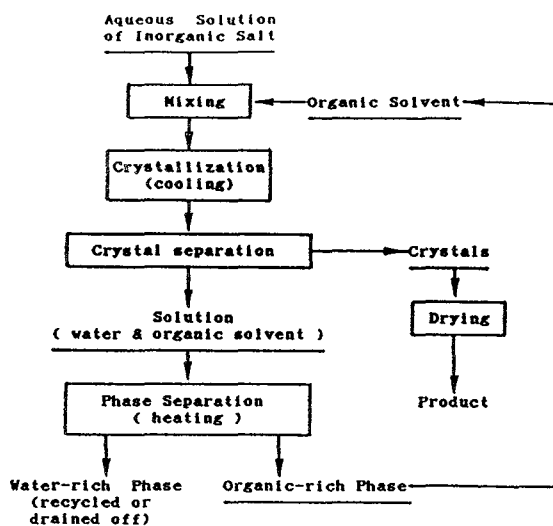 Aqueous Solution
of Inorganic Salt
Mixing
Organic Solvent
Crystallization
(cooling)
Crystal separation
Crystals
Solution
( water & organic solvent )
Drying
Phase Separation
( heating )
Product
Water-rich Phase
(recycled or
drained off)
Organic-rich Phase